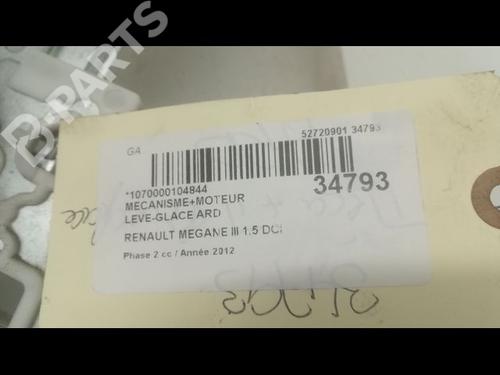 B-PARTS
GA
52720901 34793
*1070000104844
34793
MECANISME+MOTEUR
LEVE-GLACE ARD
RENAULT MEGANE III 1.5 DCI
Phase 2 cc / Année 2012